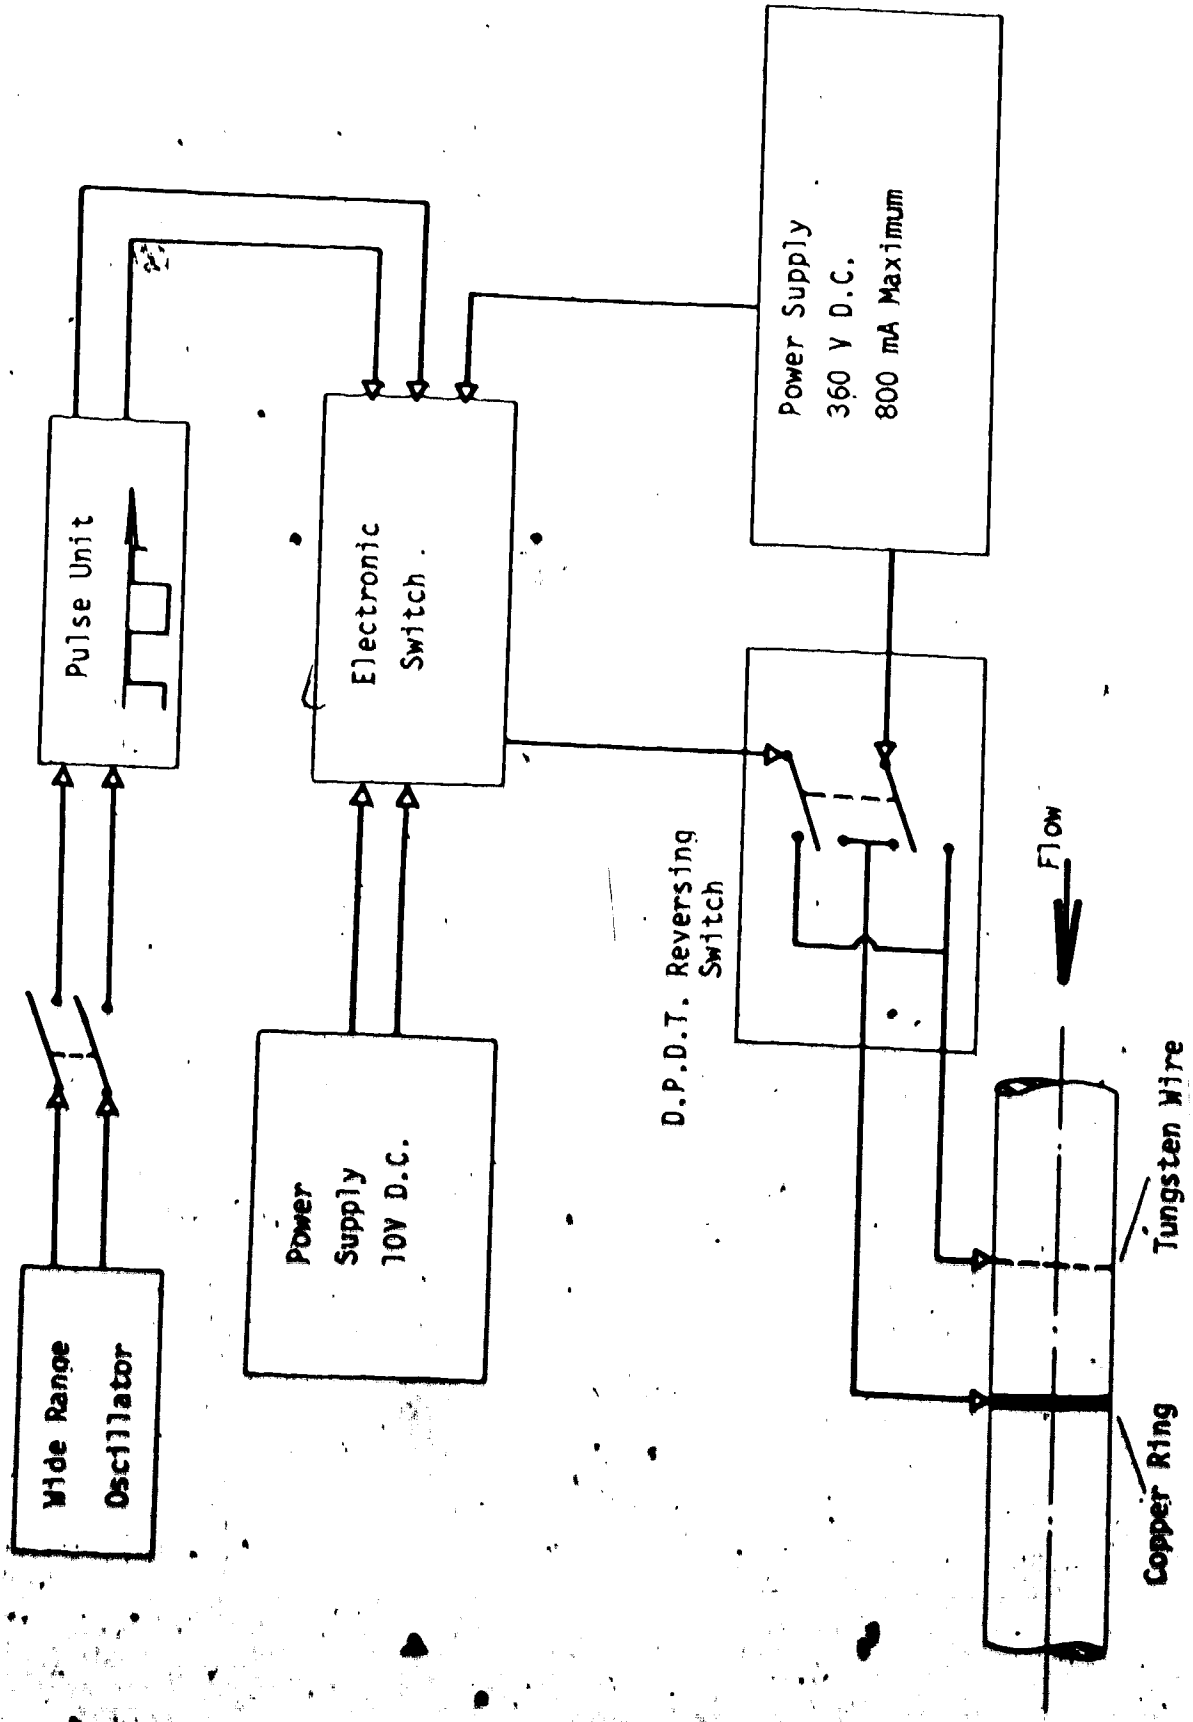 Wide Range
Oscillator
Pulse Unit
Power
Supply
10V D.C.
Electronic
Switch
D.P.D.T. Reversing
Switch
Power Supply
360 V D.C.
800 mA Maximum
Flow
Copper Ring
Tungsten Wire